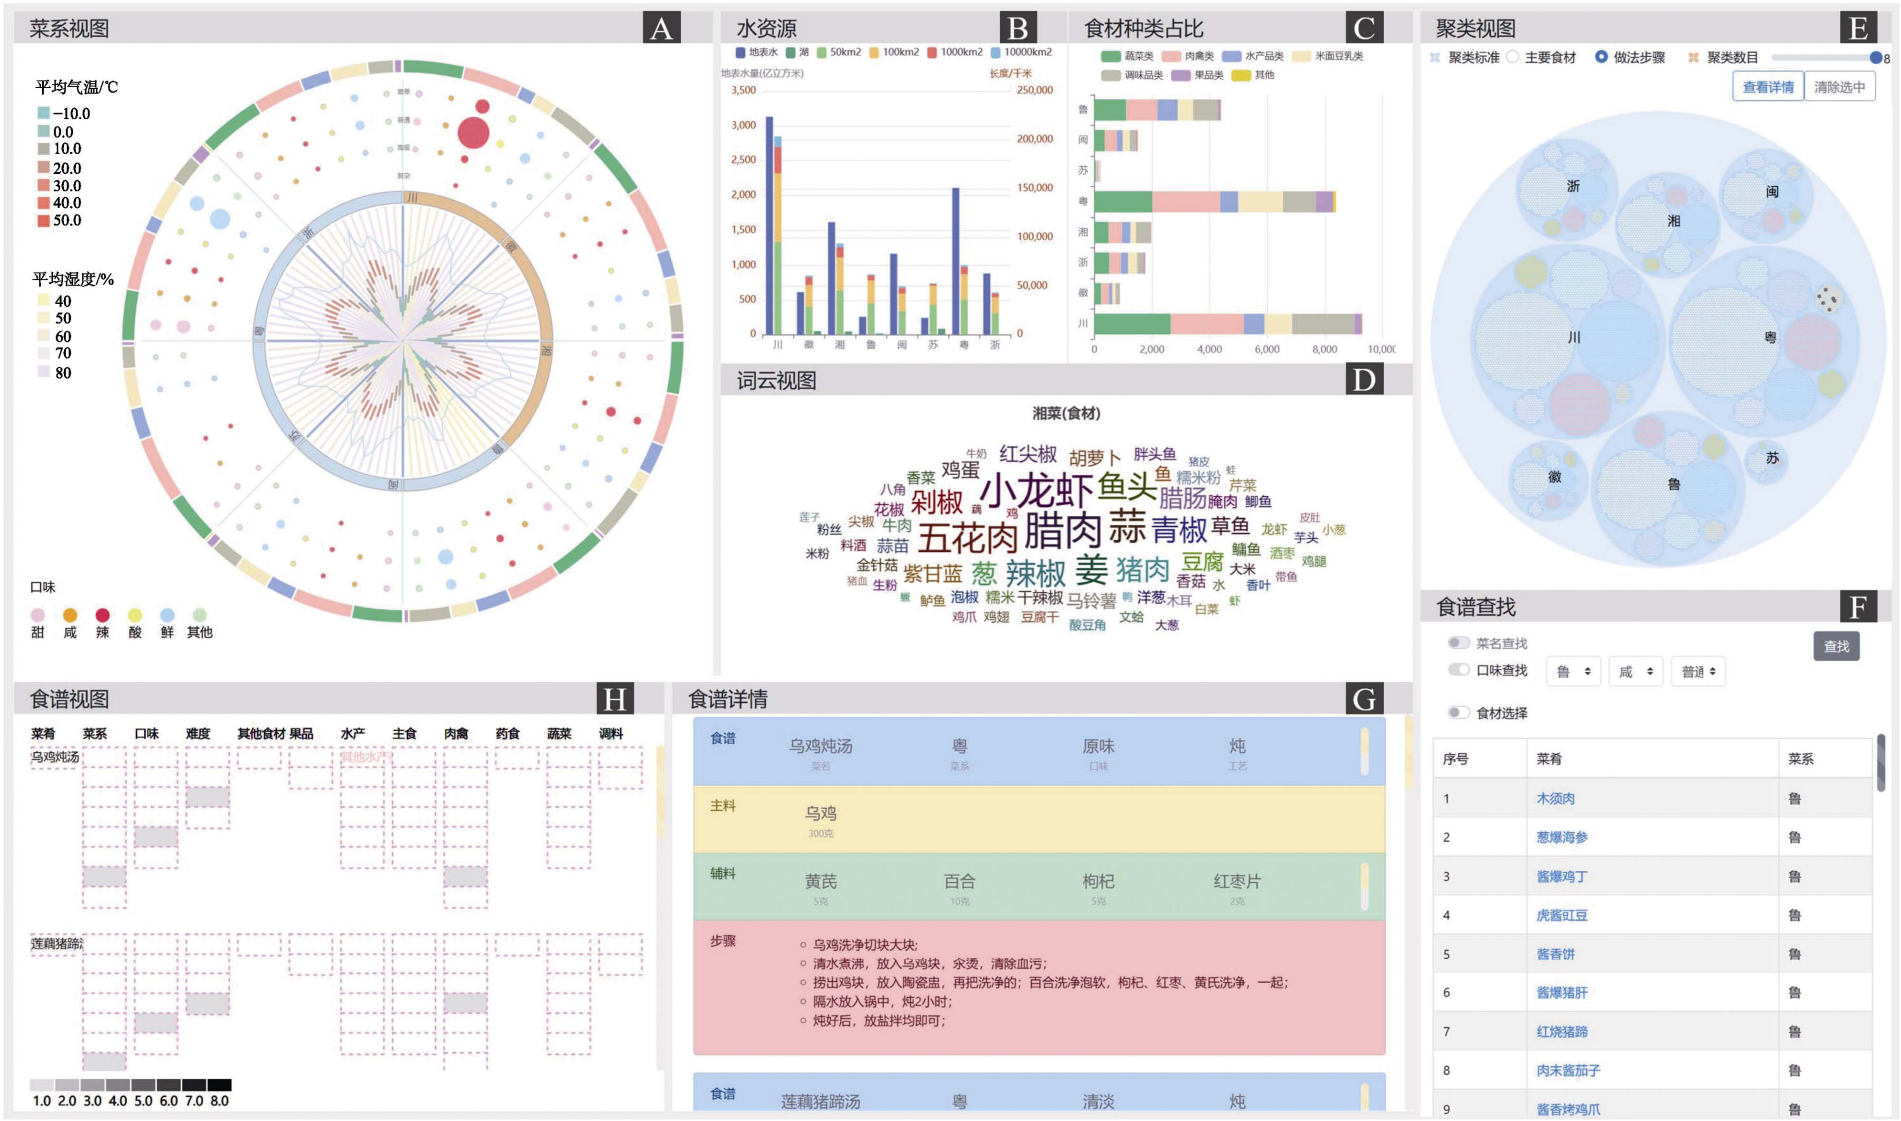 菜系视图
A
平均气温/℃
-10.0
0.0
10.0
20.0
30.0
40.0
50.0
平均湿度/%
40
50
60
70
80
简单
普通
高级
川
徽
湘
鲁
闽
苏
粤
浙
口味
甜 咸 辣 酸 鲜 其他
水资源
B
地表水 湖 50km2 100km2 1000km2 10000km2
地表水量(亿立方米)
长度/千米
3,500
3,000
2,500
2,000
1,500
1,000
500
0
250,000
200,000
150,000
100,000
50,000
0
川 徽 湘 鲁 闽 苏 粤 浙
食材种类占比
C
蔬菜类 肉禽类 水产品类 米面豆乳类
调味品类 果品类 其他
鲁
闽
苏
粤
湘
浙
徽
川
0 2,000 4,000 6,000 8,000 10,000
词云视图
D
湘菜(食材)
牛奶 红尖椒 胡萝卜 胖头鱼 猪皮
香菜 鸡蛋 鱼 糯米粉 蛙
八角 小龙虾 鱼头 腊肠 芹菜
花椒 剁椒 藕 鸡 腌肉 鲫鱼
莲子 粉丝 尖椒 牛肉 五花肉 腊肉 蒜 青椒 草鱼 龙虾 芋头 皮肚 小葱
米粉 料酒 蒜苗 豆腐 鳙鱼 酒枣 鸡腿
金针菇 紫甘蓝 葱 辣椒 姜 猪肉 大米 带鱼
猪血 生粉 香菇 水 香叶
鲈鱼 泡椒 糯米 干辣椒 马铃薯 鸭 洋葱 木耳 白菜 虾
鸡爪 鸡翅 豆腐干 酸豆角 文蛤 大葱
聚类视图
E
聚类标准 主要食材 做法步骤 聚类数目 8
查看详情 清除选中
浙
湘
闽
川
粤
徽
鲁
苏
食谱查找
F
菜名查找
查找
口味查找 鲁 咸 普通
食材选择
序号 菜肴 菜系
1 木须肉 鲁
2 葱爆海参 鲁
3 酱爆鸡丁 鲁
4 虎酱豇豆 鲁
5 酱香饼 鲁
6 酱爆猪肝 鲁
7 红烧猪蹄 鲁
8 肉末酱茄子 鲁
9 酱香烤鸡爪 鲁
食谱视图
H
菜肴 菜系 口味 难度 其他食材 果品 水产 主食 肉禽 药食 蔬菜 调料
乌鸡炖汤
其他水产
莲藕猪蹄
1.0 2.0 3.0 4.0 5.0 6.0 7.0 8.0
食谱详情
G
食谱 乌鸡炖汤 粤 原味 炖
菜名 菜系 口味 工艺
主料 乌鸡
300克
辅料 黄芪 百合 枸杞 红枣片
5克 10克 5克 2克
步骤
乌鸡洗净切块大块;
清水煮沸，放入乌鸡块，汆烫，清除血污；
捞出鸡块，放入陶瓷盅，再把洗净的；百合洗净泡软，枸杞、红枣、黄氏洗净，一起；
隔水放入锅中，炖2小时；
炖好后，放盐拌均即可；
食谱 莲藕猪蹄汤 粤 清淡 炖